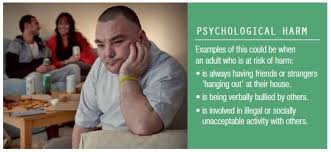 PSYCHOLOGICAL HARM
Examples of this could be when
an adult who is at risk of harm:
• is always having friends or strangers
'hanging out' at their house.
• is being verbally bullied by others.
• is involved in illegal or socially
unacceptable activity with others.